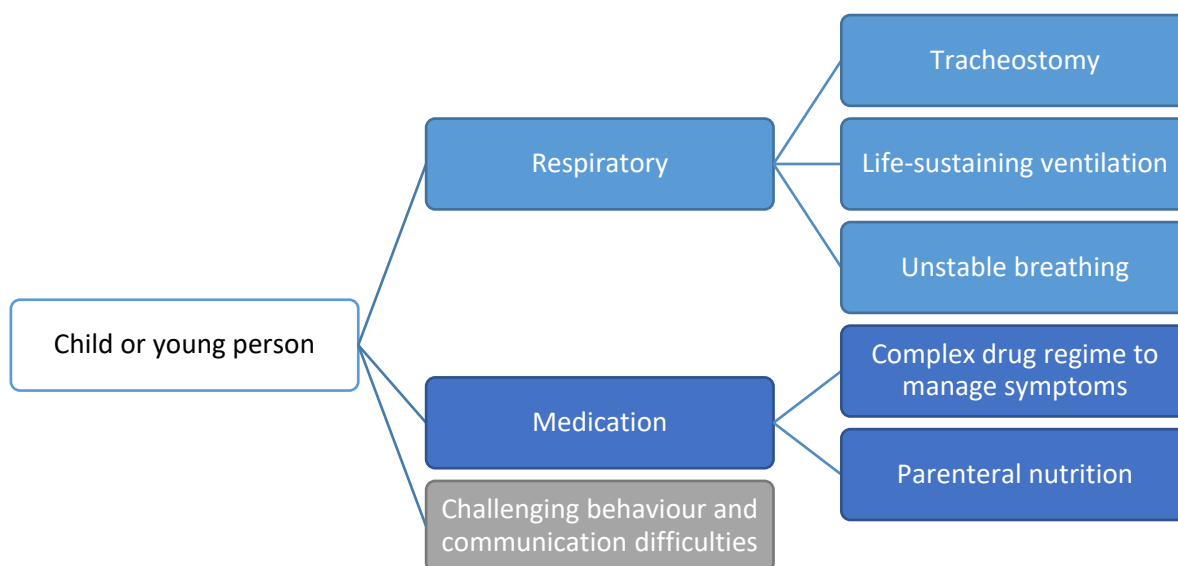 Child or young person
Respiratory
Tracheostomy
Life-sustaining ventilation
Unstable breathing
Medication
Complex drug regime to
manage symptoms
Parenteral nutrition
Challenging behaviour and
communication difficulties